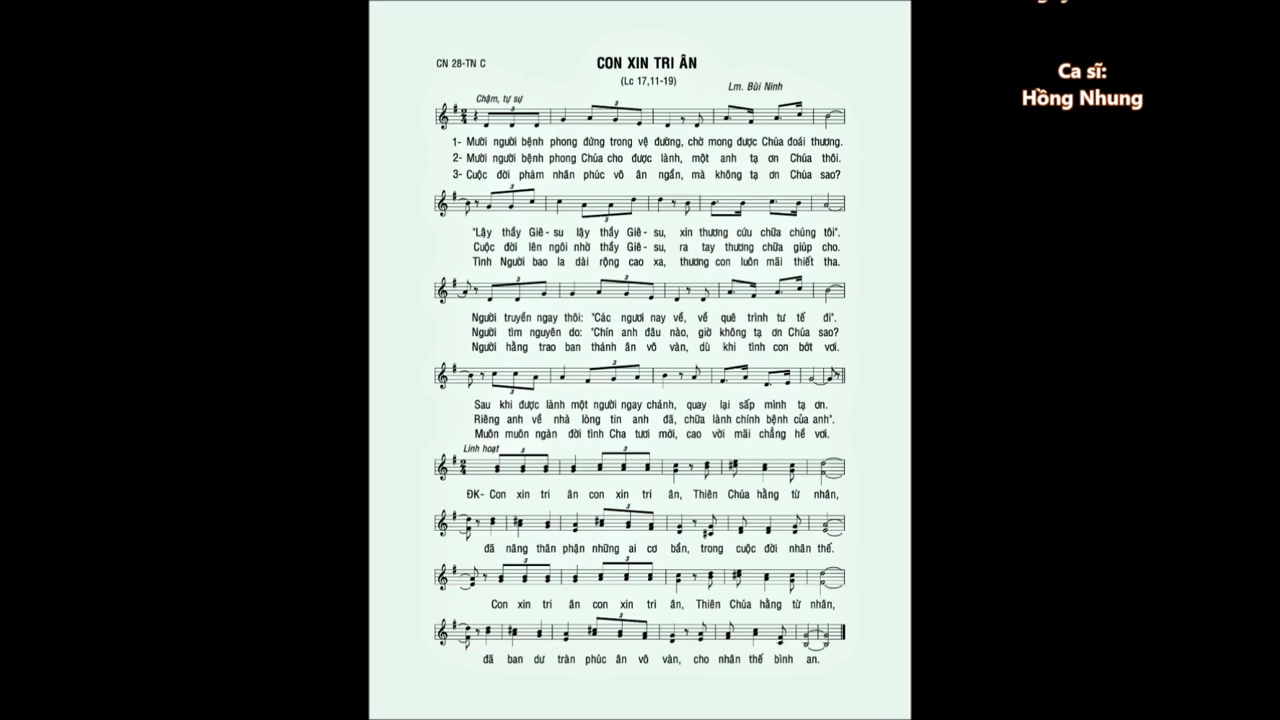 Ca sĩ:
Hồng Nhung
CN 28-TN C
CON XIN TRI ÂN
(Lc 17,11-19)
Lm. Bùi Ninh
Chậm, tự sự
1- Mười người bệnh phong đứng trong vệ đường, chờ mong được Chúa đoái thương.
2- Mười người bệnh phong Chúa cho được lành, một anh tạ ơn Chúa thôi.
3- Cuộc đời phàm nhân phúc vô ân ngần, mà không tạ ơn Chúa sao?
"Lậy thầy Giê - su lậy thầy Giê - su, xin thương cứu chữa chúng tôi".
Cuộc đời lên ngôi nhờ thầy Giê - su, ra tay thương chữa giúp cho.
Tình Người bao la dài rộng cao xa, thương con luôn mãi thiết tha.
Người truyền ngay thôi: "Các ngươi nay về, về quê trình tư tế đi".
Người tìm nguyên do: "Chín anh đâu nào, giờ không tạ ơn Chúa sao?
Người hằng trao ban thánh ân vô vàn, dù khi tình con bớt vơi.
Sau khi được lành một người ngay chánh, quay lại sấp mình tạ ơn.
Riêng anh về nhà lòng tin anh đã, chữa lành chính bệnh của anh".
Muôn muôn ngàn đời tình Cha tươi mới, cao vời mãi chẳng hề vơi.
Linh hoạt
ĐK- Con xin tri ân con xin tri ân, Thiên Chúa hằng từ nhân,
đã nâng thân phận những ai cơ bần, trong cuộc đời nhân thế.
Con xin tri ân con xin tri ân, Thiên Chúa hằng từ nhân,
đã ban dư tràn phúc ân vô vàn, cho nhân thế bình an.